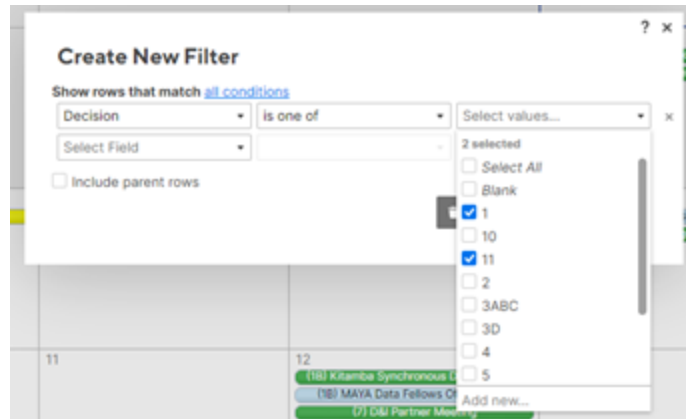 ? ×
Create New Filter
Show rows that match all conditions
Decision is one of Select values... ×
Select Field
2 selected
Select All
Include parent rows
Blank
1
10
11
2
3ABC
3D
4
11 12
5
(1B) Kitamba Synchronous
(1B) MAYA Data Fellows
Add new...
(7) D&I Partner Meeting